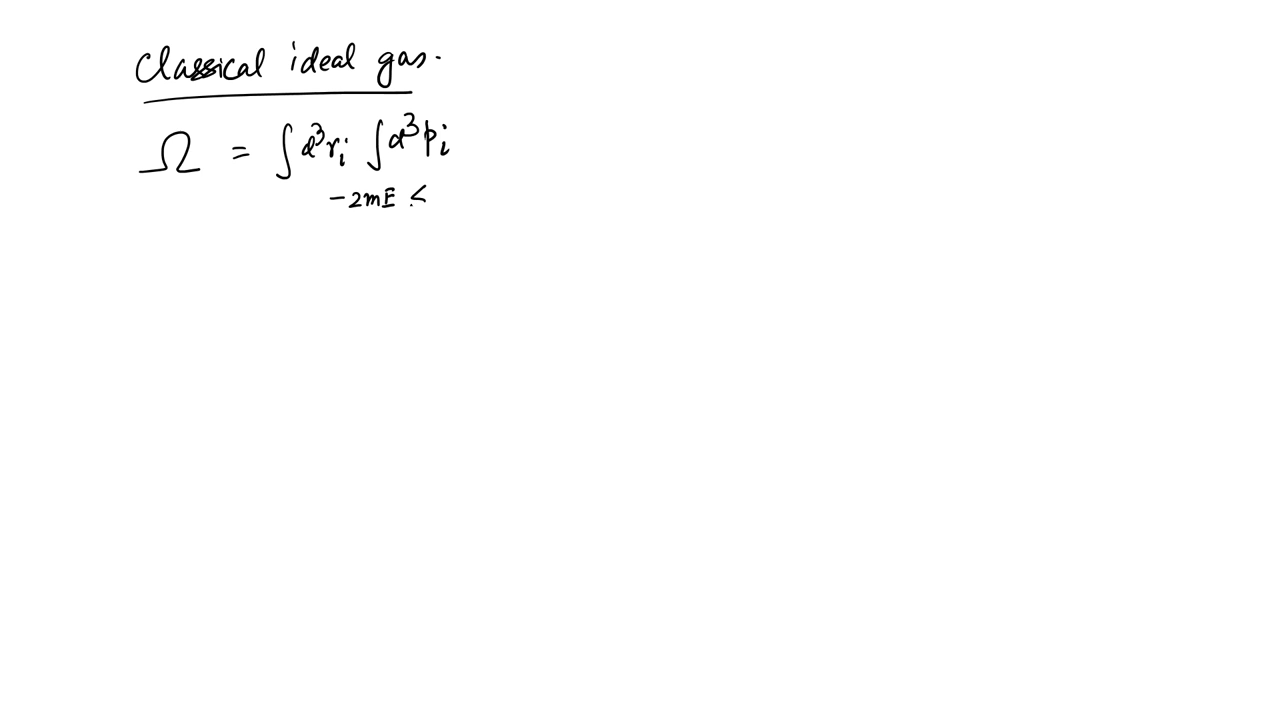 Classical ideal gas.
Ω = ∫d³rᵢ ∫d³pᵢ
-2mE <